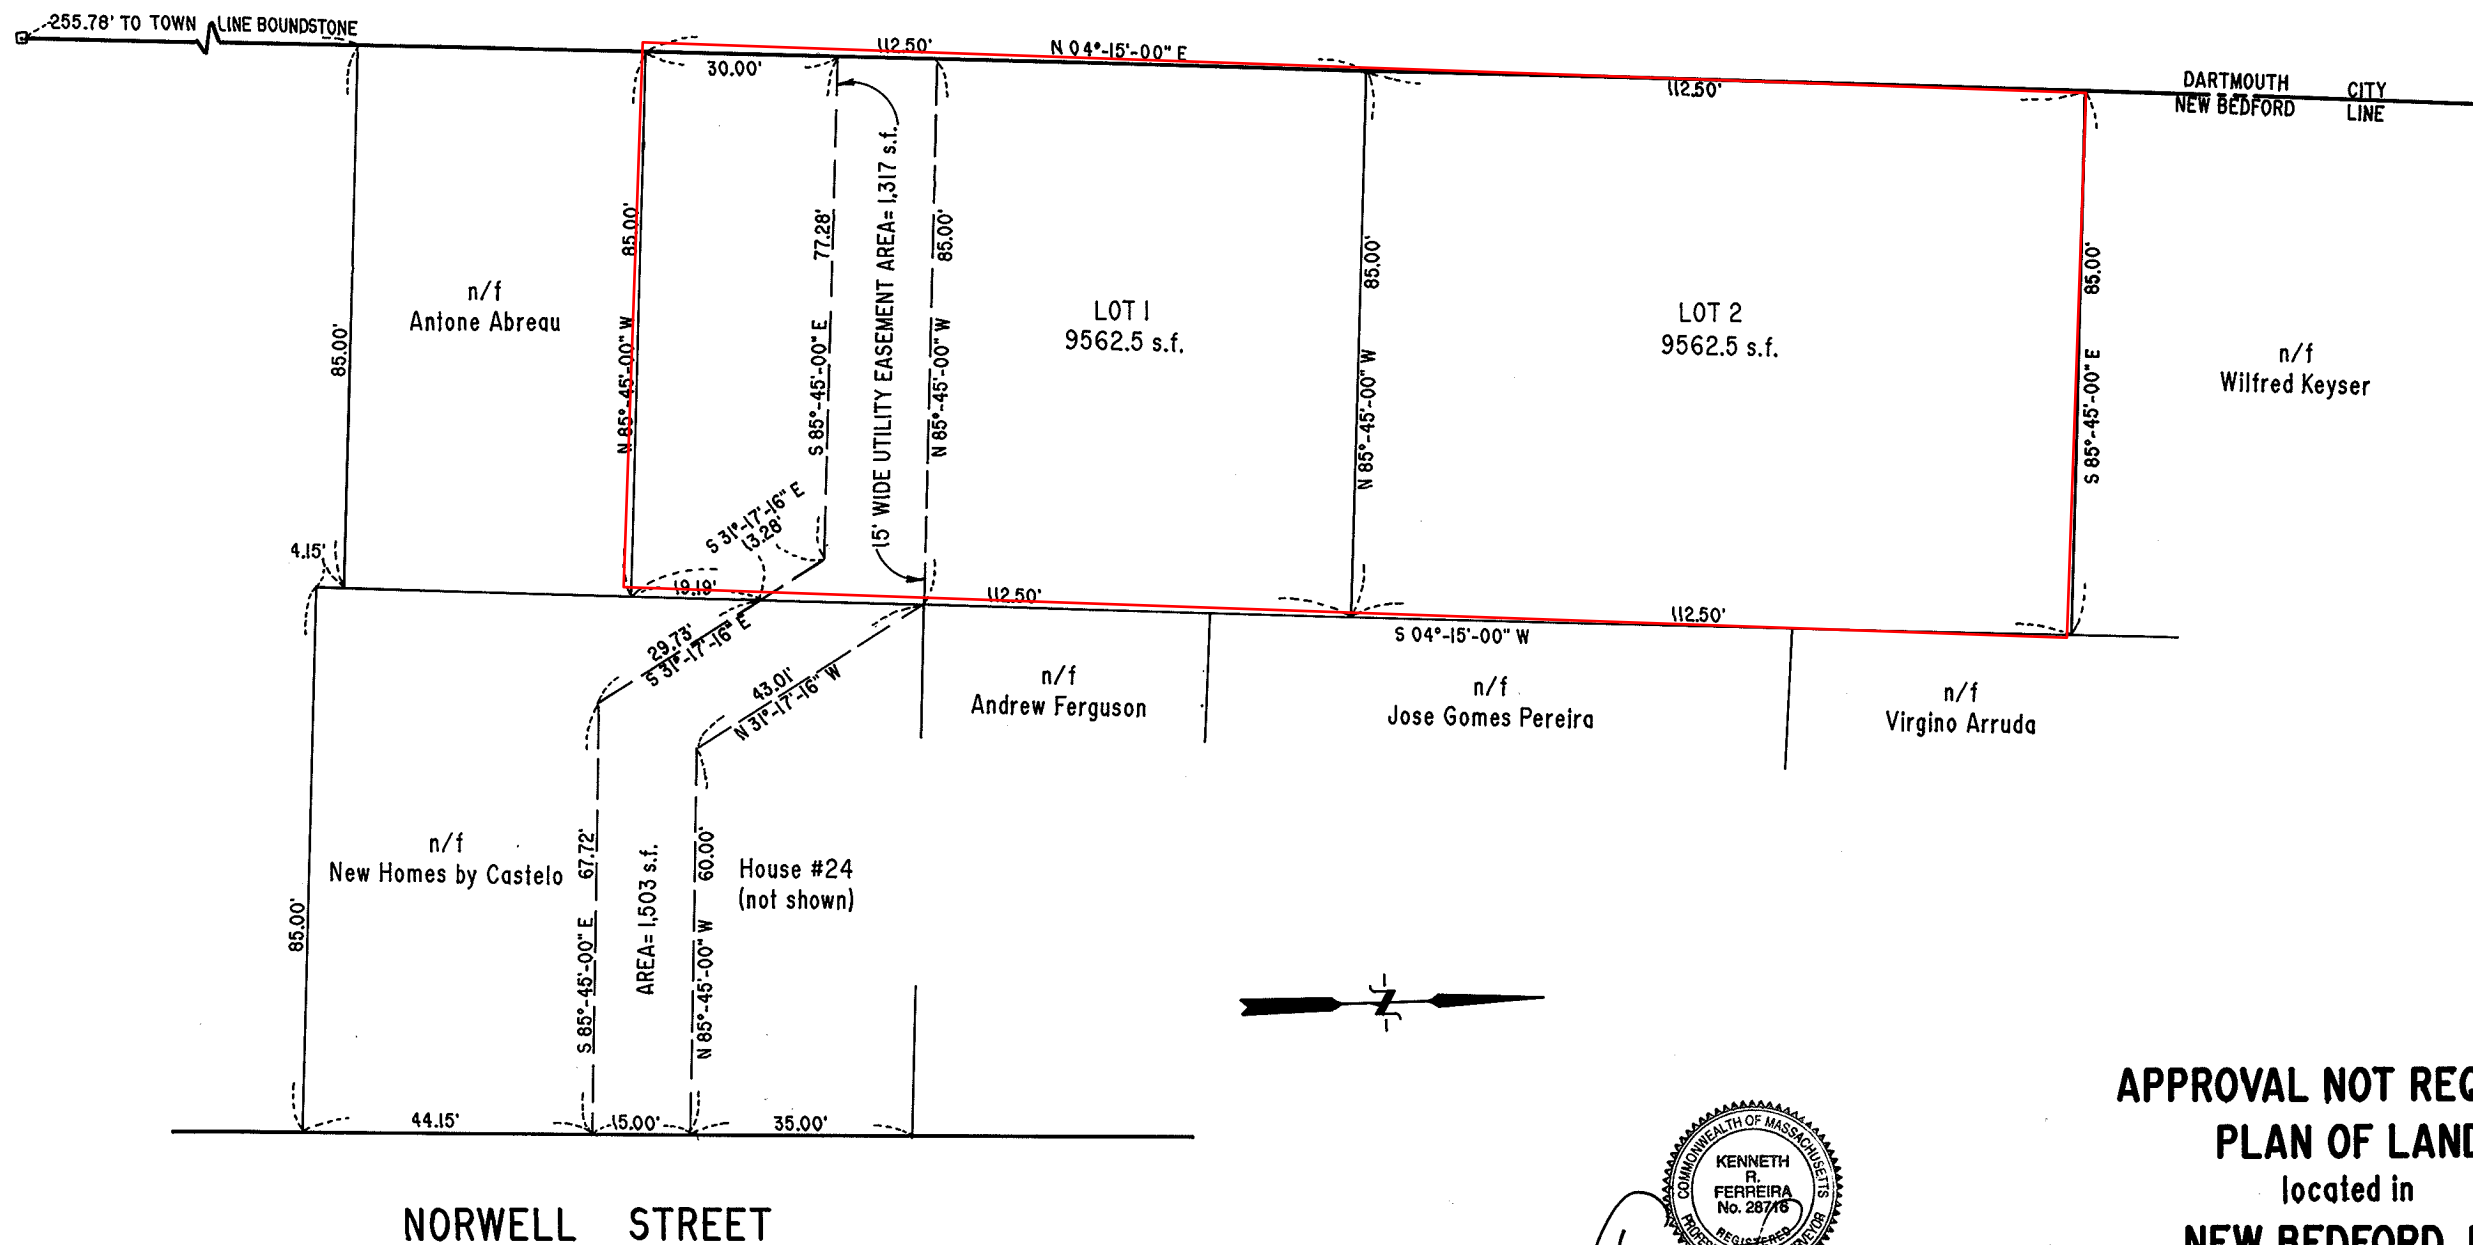 255.78' TO TOWN LINE BOUNDSTONE
112.50'
N 04°-15'-00" E
30.00'
112.50'
DARTMOUTH CITY
NEW BEDFORD LINE
85.00'
N 85°-45'-00" W
77.28'
S 85°-45'-00" E
15' WIDE UTILITY EASEMENT AREA= 1,317 s.f.
85.00'
N 85°-45'-00" W
85.00'
N 85°-45'-00" W
85.00'
S 85°-45'-00" E
n/f
Antone Abreau
85.00'
LOT 1
9562.5 s.f.
LOT 2
9562.5 s.f.
n/f
Wilfred Keyser
S 31°-17'-16" E
13.28'
4.15'
19.19'
112.50'
112.50'
S 04°-15'-00" W
29.73'
S 31°-17'-16" E
43.01'
N 31°-17'-16" W
n/f
Andrew Ferguson
n/f
Jose Gomes Pereira
n/f
Virgino Arruda
n/f
New Homes by Castelo
85.00'
67.72'
S 85°-45'-00" E
AREA= 1,503 s.f.
60.00'
N 85°-45'-00" W
House #24
(not shown)
44.15'
15.00'
35.00'
N
NORWELL STREET
COMMONWEALTH OF MASSACHUSETTS
KENNETH
R.
FERREIRA
No. 28716
REGISTERED
APPROVAL NOT REQ
PLAN OF LAND
located in
NEW BEDFORD